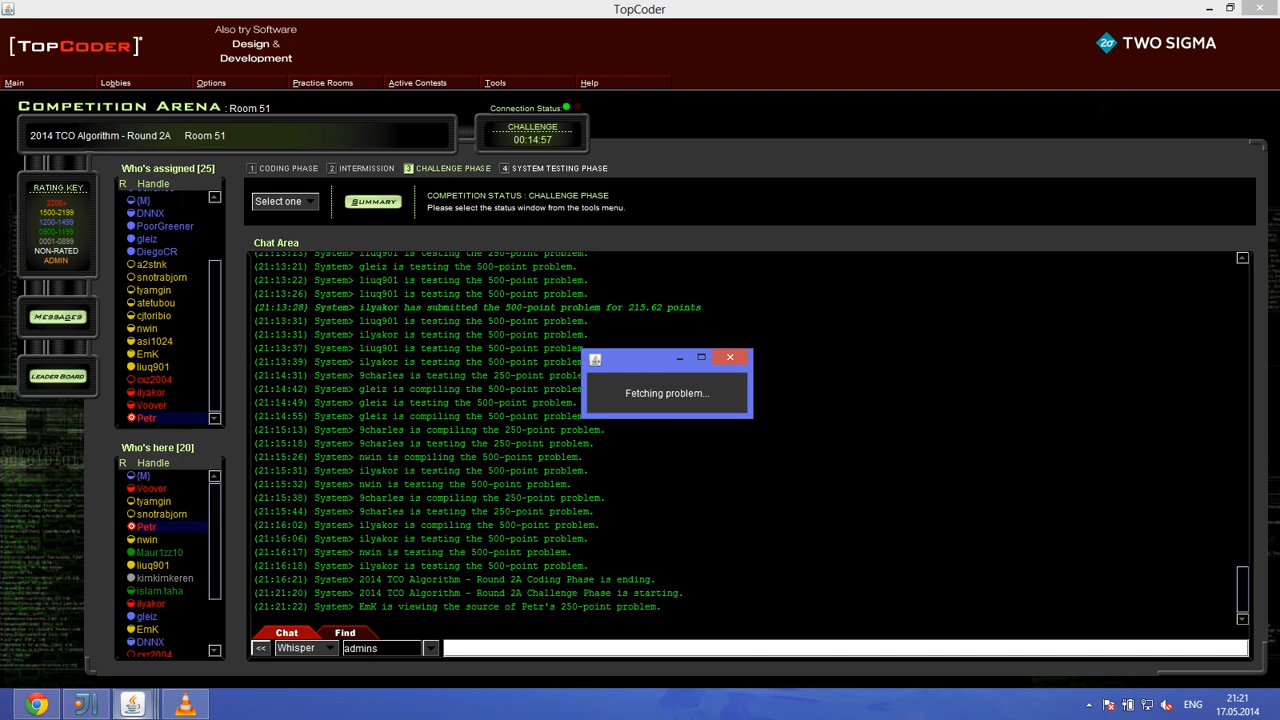 TopCoder
[TOPCODER]
Also try Software
Design &
Development
2σ TWO SIGMA
Main Lobbies Options Practice Rooms Active Contests Tools Help
COMPETITION ARENA : Room 51
Connection Status:
2014 TCO Algorithm - Round 2A Room 51
CHALLENGE
00:14:57
Who's assigned [25]
R Handle
{M}
DNNX
PoorGreener
gleiz
DiegoCR
a2stnk
snotrabjorn
tyamgin
atetubou
cjtoribio
nwin
asi1024
EmK
liuq901
cxz2004
ilyakor
Voover
Petr
RATING KEY
2200+
1500-2199
1200-1499
0900-1199
0001-0899
NON-RATED
ADMIN
MESSAGES
LEADER BOARD
Who's here [20]
R Handle
{M}
Voover
tyamgin
snotrabjorn
Petr
nwin
Maur1zz10
liuq901
kimkimkeren
islam.taha
ilyakor
gleiz
EmK
DNNX
cxz2004
1 CODING PHASE 2 INTERMISSION 3 CHALLENGE PHASE 4 SYSTEM TESTING PHASE
Select one
SUMMARY
COMPETITION STATUS : CHALLENGE PHASE
Please select the status window from the tools menu.
Chat Area
(21:13:13) System> liuq901 is testing the 250-point problem.
(21:13:21) System> gleiz is testing the 500-point problem.
(21:13:22) System> liuq901 is testing the 500-point problem.
(21:13:26) System> liuq901 is testing the 500-point problem.
(21:13:28) System> ilyakor has submitted the 500-point problem for 215.62 points
(21:13:31) System> liuq901 is testing the 500-point problem.
(21:13:34) System> ilyakor is testing the 500-point problem.
(21:13:37) System> liuq901 is testing the 500-point problem
(21:13:39) System> ilyakor is testing the 500-point problem
(21:14:31) System> 9charles is testing the 250-point proble
(21:14:42) System> gleiz is compiling the 500-point problem
(21:14:49) System> gleiz is testing the 500-point problem.
(21:14:55) System> gleiz is compiling the 500-point problem
(21:15:13) System> 9charles is compiling the 250-point problem.
(21:15:18) System> 9charles is testing the 250-point problem.
(21:15:26) System> nwin is compiling the 500-point problem.
(21:15:31) System> ilyakor is testing the 500-point problem.
(21:15:32) System> nwin is testing the 500-point problem.
(21:15:38) System> 9charles is compiling the 250-point problem.
(21:15:44) System> 9charles is testing the 250-point problem.
(21:16:02) System> ilyakor is compiling the 500-point problem.
(21:16:06) System> ilyakor is testing the 500-point problem.
(21:16:17) System> nwin is testing the 500-point problem.
(21:16:18) System> ilyakor is testing the 500-point problem.
(21:16:21) System> 2014 TCO Algorithm - Round 2A Coding Phase is ending.
(21:21:20) System> 2014 TCO Algorithm - Round 2A Challenge Phase is starting.
(21:21:22) System> EmK is viewing the source of Petr's 250-point problem.
Fetching problem...
Chat Find
<< Whisper admins
ENG
21:21
17.05.2014